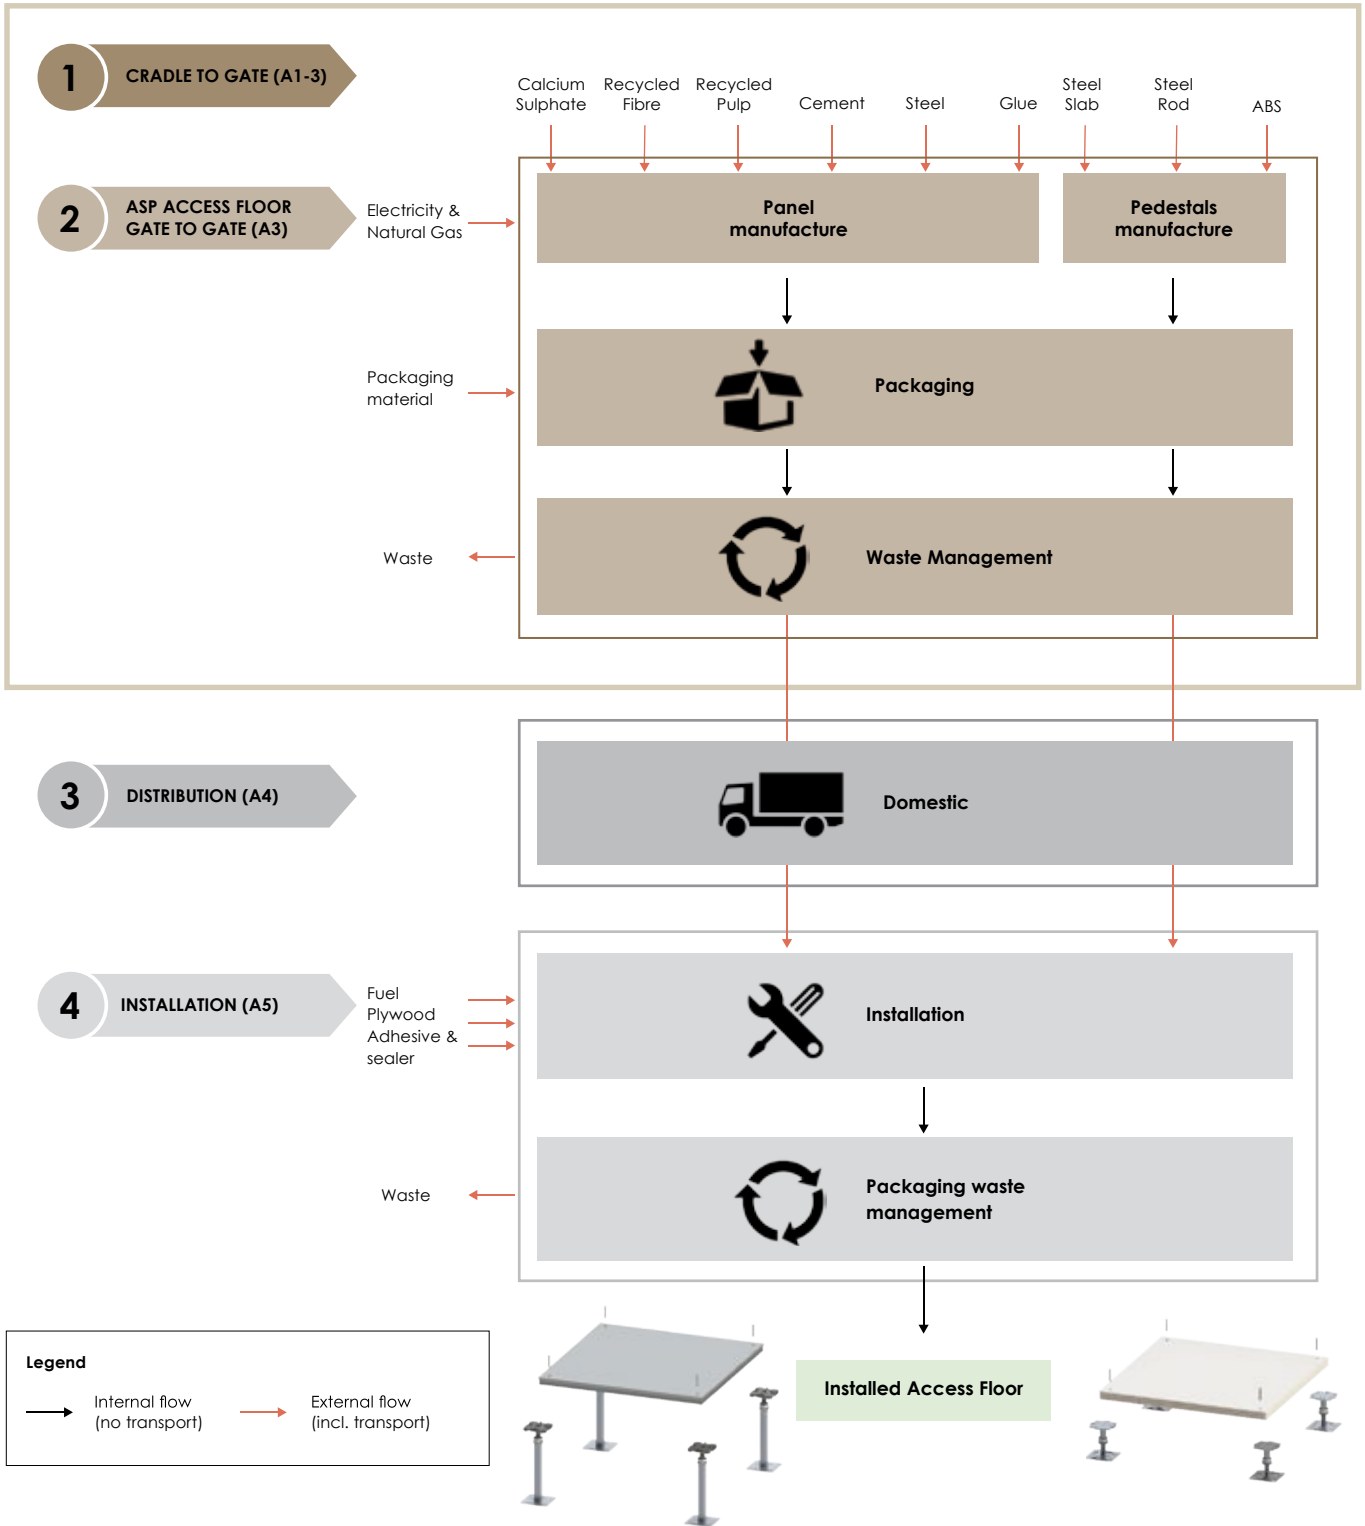 1
CRADLE TO GATE (A1-3)
Calcium
Sulphate
Recycled
Fibre
Recycled
Pulp
Cement
Steel
Glue
Steel
Slab
Steel
Rod
ABS
2
ASP ACCESS FLOOR
GATE TO GATE (A3)
Electricity &
Natural Gas
Panel
manufacture
Pedestals
manufacture
Packaging
material
Packaging
Waste
Waste Management
3
DISTRIBUTION (A4)
Domestic
4
INSTALLATION (A5)
Fuel
Plywood
Adhesive &
sealer
Installation
Waste
Packaging waste
management
Legend
Internal flow
(no transport)
External flow
(incl. transport)
Installed Access Floor